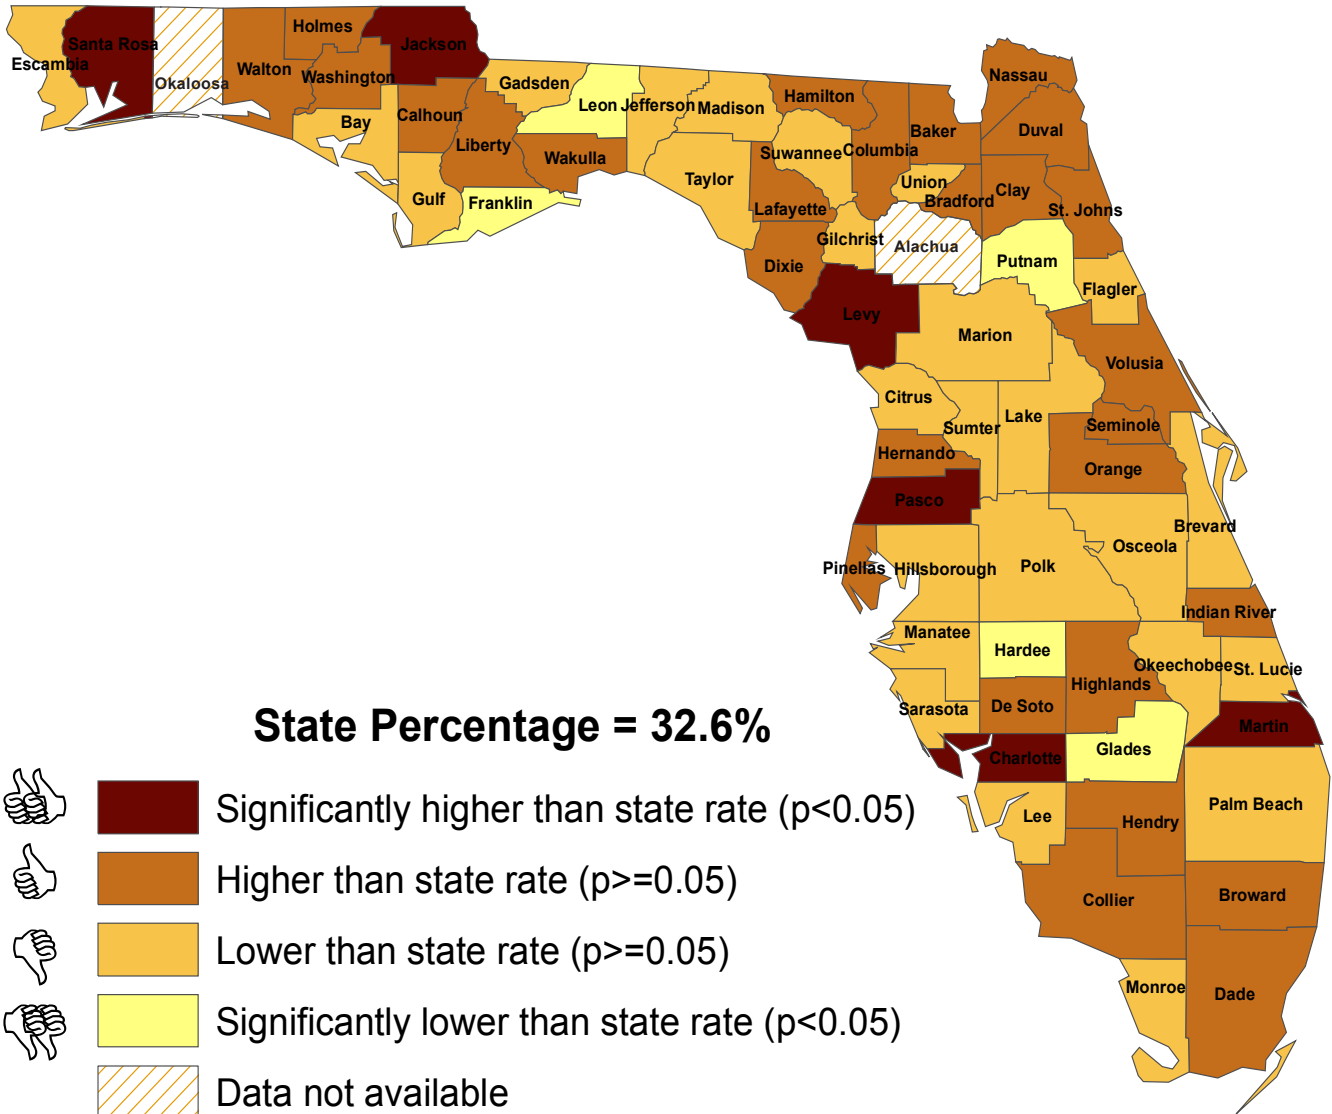 Holmes
Jackson
Santa Rosa
Escambia
Okaloosa
Walton
Washington
Gadsden
Leon
Jefferson
Madison
Hamilton
Nassau
Bay
Calhoun
Liberty
Wakulla
Suwannee
Columbia
Baker
Duval
Taylor
Union
Clay
Gulf
Franklin
Lafayette
Bradford
St. Johns
Gilchrist
Alachua
Dixie
Putnam
Flagler
Levy
Marion
Volusia
Citrus
Sumter
Lake
Seminole
Hernando
Orange
Pasco
Brevard
Osceola
Pinellas
Hillsborough
Polk
Indian River
Manatee
Hardee
Okeechobee
St. Lucie
Highlands
Sarasota
De Soto
Martin
Charlotte
Glades
Palm Beach
Lee
Hendry
Collier
Broward
Monroe
Dade
State Percentage = 32.6%
Significantly higher than state rate (p<0.05)
Higher than state rate (p>=0.05)
Lower than state rate (p>=0.05)
Significantly lower than state rate (p<0.05)
Data not available